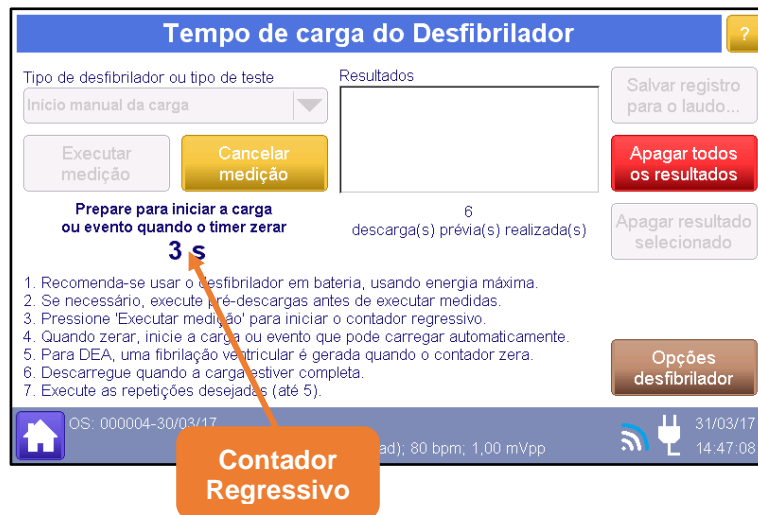 Tempo de carga do Desfibrilador
?
Tipo de desfibrilador ou tipo de teste
Início manual da carga
Executar
medição
Cancelar
medição
Prepare para iniciar a carga
ou evento quando o timer zerar
3 s
Resultados
6
descarga(s) prévia(s) realizada(s)
Salvar registro
para o laudo...
Apagar todos
os resultados
Apagar resultado
selecionado
1. Recomenda-se usar o desfibrilador em bateria, usando energia máxima.
2. Se necessário, execute pré-descargas antes de executar medidas.
3. Pressione 'Executar medição' para iniciar o contador regressivo.
4. Quando zerar, inicie a carga ou evento que pode carregar automaticamente.
5. Para DEA, uma fibrilação ventricular é gerada quando o contador zera.
6. Descarregue quando a carga estiver completa.
7. Execute as repetições desejadas (até 5).
Opções
desfibrilador
OS: 000004-30/03/17
ad); 80 bpm; 1,00 mVpp
31/03/17
14:47:08
Contador
Regressivo